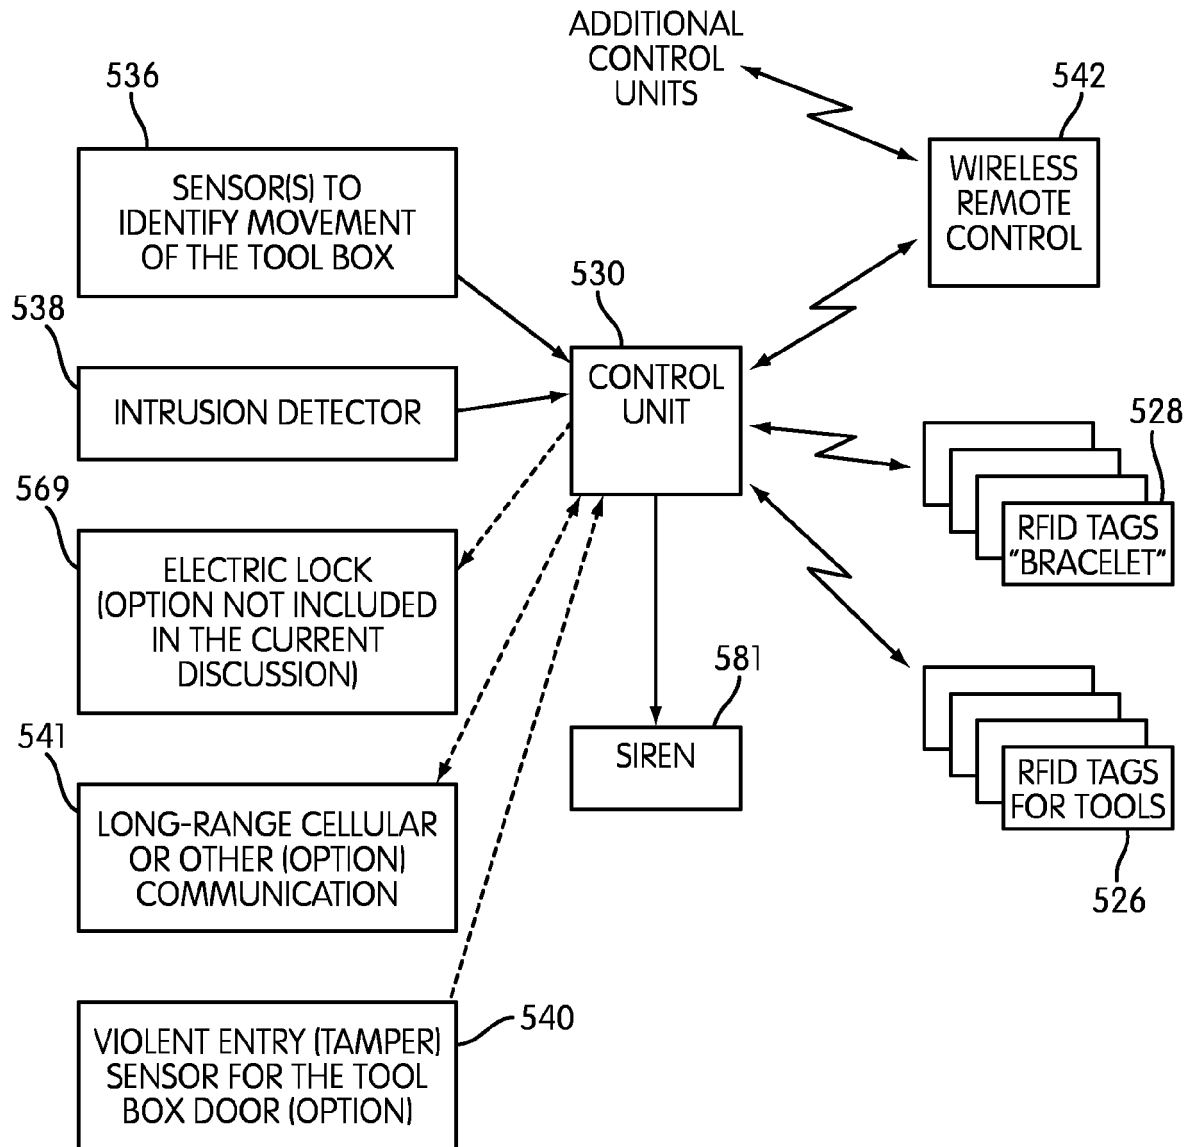 ADDITIONAL
CONTROL
UNITS
536
542
SENSOR(S) TO
IDENTIFY MOVEMENT
OF THE TOOL BOX
WIRELESS
REMOTE
CONTROL
530
538
CONTROL
UNIT
INTRUSION DETECTOR
528
RFID TAGS
"BRACELET"
569
ELECTRIC LOCK
(OPTION NOT INCLUDED
IN THE CURRENT
DISCUSSION)
581
SIREN
RFID TAGS
FOR TOOLS
526
541
LONG-RANGE CELLULAR
OR OTHER (OPTION)
COMMUNICATION
540
VIOLENT ENTRY (TAMPER)
SENSOR FOR THE TOOL
BOX DOOR (OPTION)